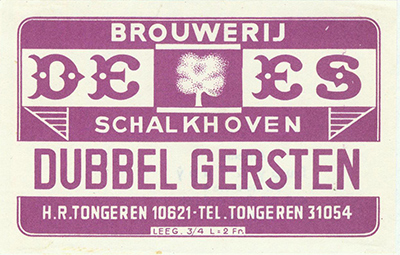 BROUWERIJ
DE ES
SCHALKHOVEN
DUBBEL GERSTEN
H.R.TONGEREN 10621-TEL.TONGEREN 31054
LEEG. 3/4 L=2 Fr.